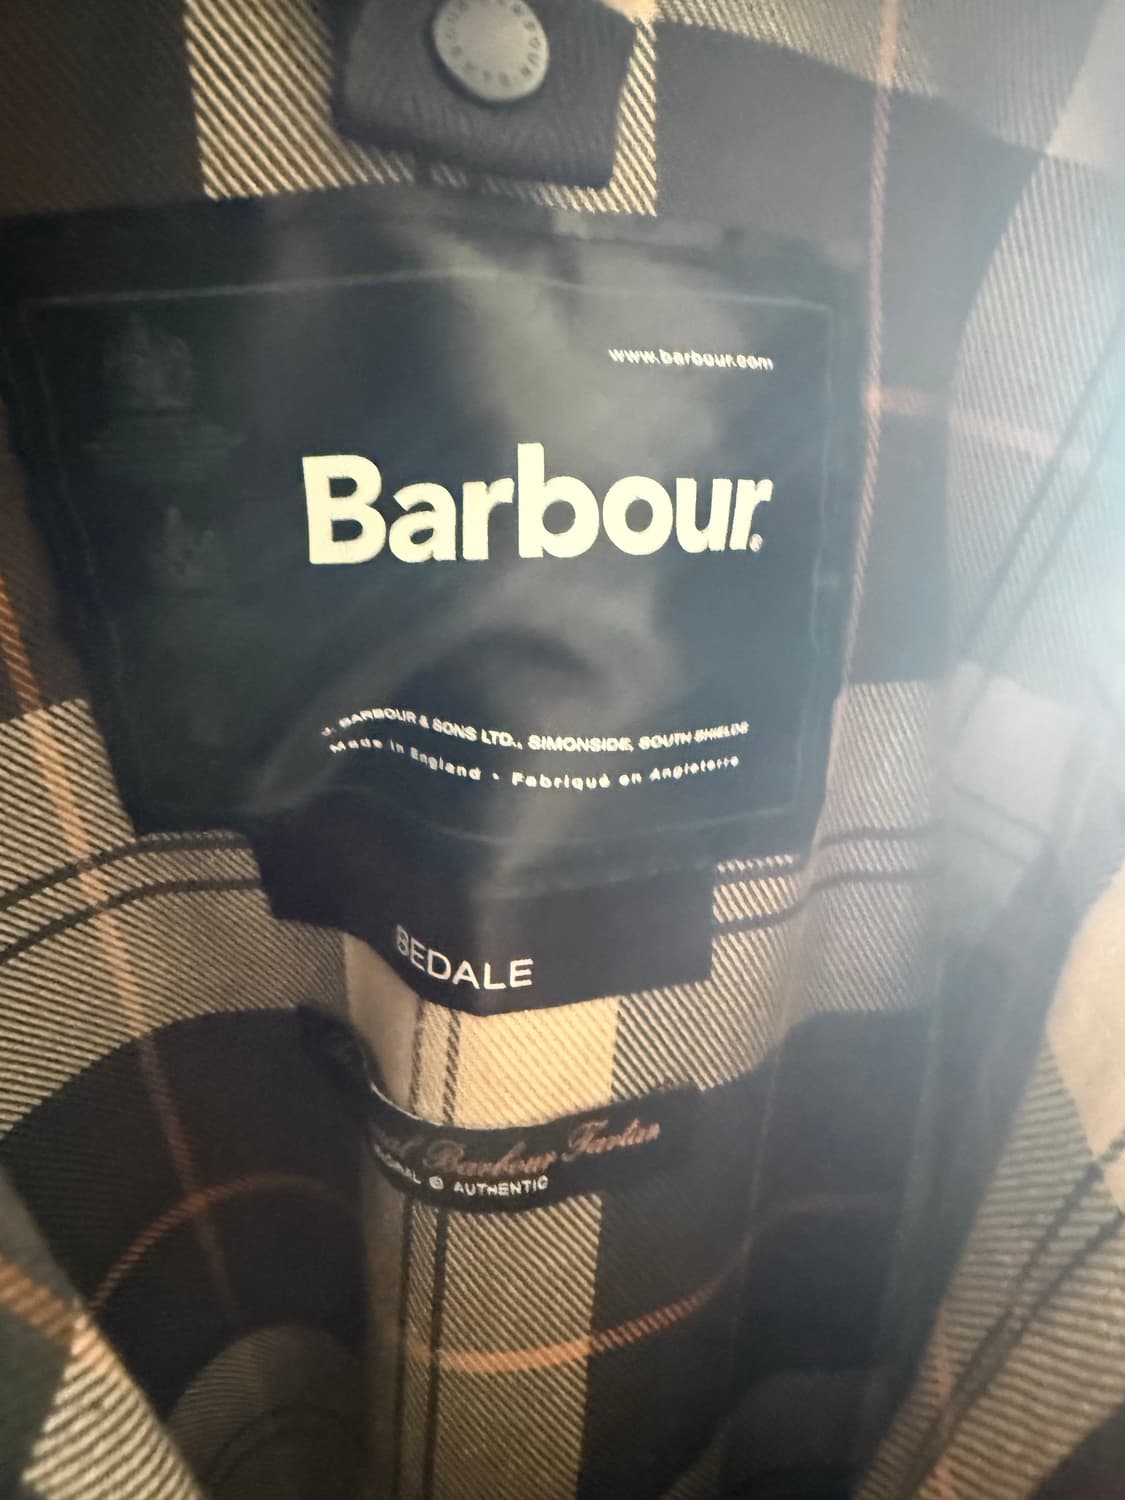 www.barbour.com
Barbour.
J. BARBOUR & SONS LTD., SIMONSIDE, SOUTH SHIELDS
Made in England • Fabriqué en Angleterre
BEDALE
Barbour Tartan
© AUTHENTIC